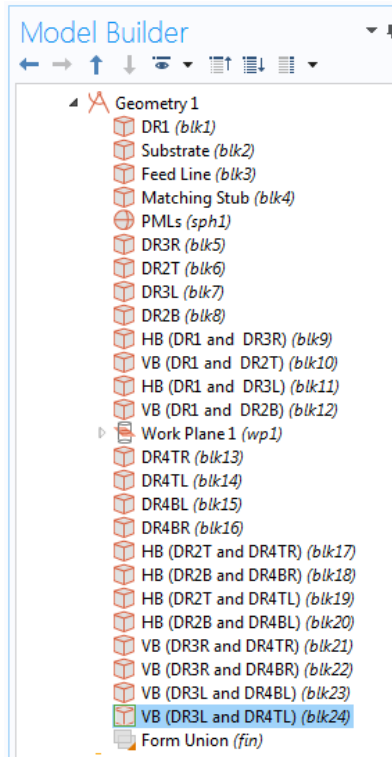 Model Builder
Geometry 1
DR1 (blk1)
Substrate (blk2)
Feed Line (blk3)
Matching Stub (blk4)
PMLs (sph1)
DR3R (blk5)
DR2T (blk6)
DR3L (blk7)
DR2B (blk8)
HB (DR1 and  DR3R) (blk9)
VB (DR1 and  DR2T) (blk10)
HB (DR1 and  DR3L) (blk11)
VB (DR1 and  DR2B) (blk12)
Work Plane 1 (wp1)
DR4TR (blk13)
DR4TL (blk14)
DR4BL (blk15)
DR4BR (blk16)
HB (DR2T and DR4TR) (blk17)
HB (DR2B and DR4BR) (blk18)
HB (DR2T and DR4TL) (blk19)
HB (DR2B and DR4BL) (blk20)
VB (DR3R and DR4TR) (blk21)
VB (DR3R and DR4BR) (blk22)
VB (DR3L and DR4BL) (blk23)
VB (DR3L and DR4TL) (blk24)
Form Union (fin)